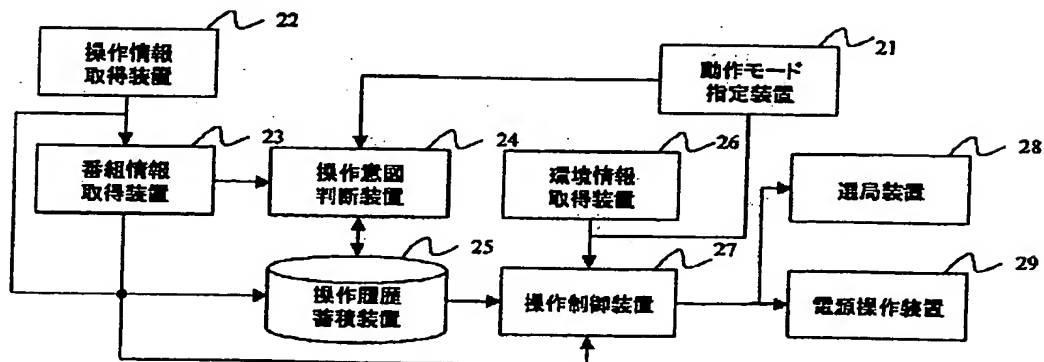 22
操作情報
取得装置
21
動作モード
指定装置
23
番組情報
取得装置
24
操作意図
判断装置
26
環境情報
取得装置
28
選局装置
25
操作履歴
蓄積装置
27
操作制御装置
29
電源操作装置